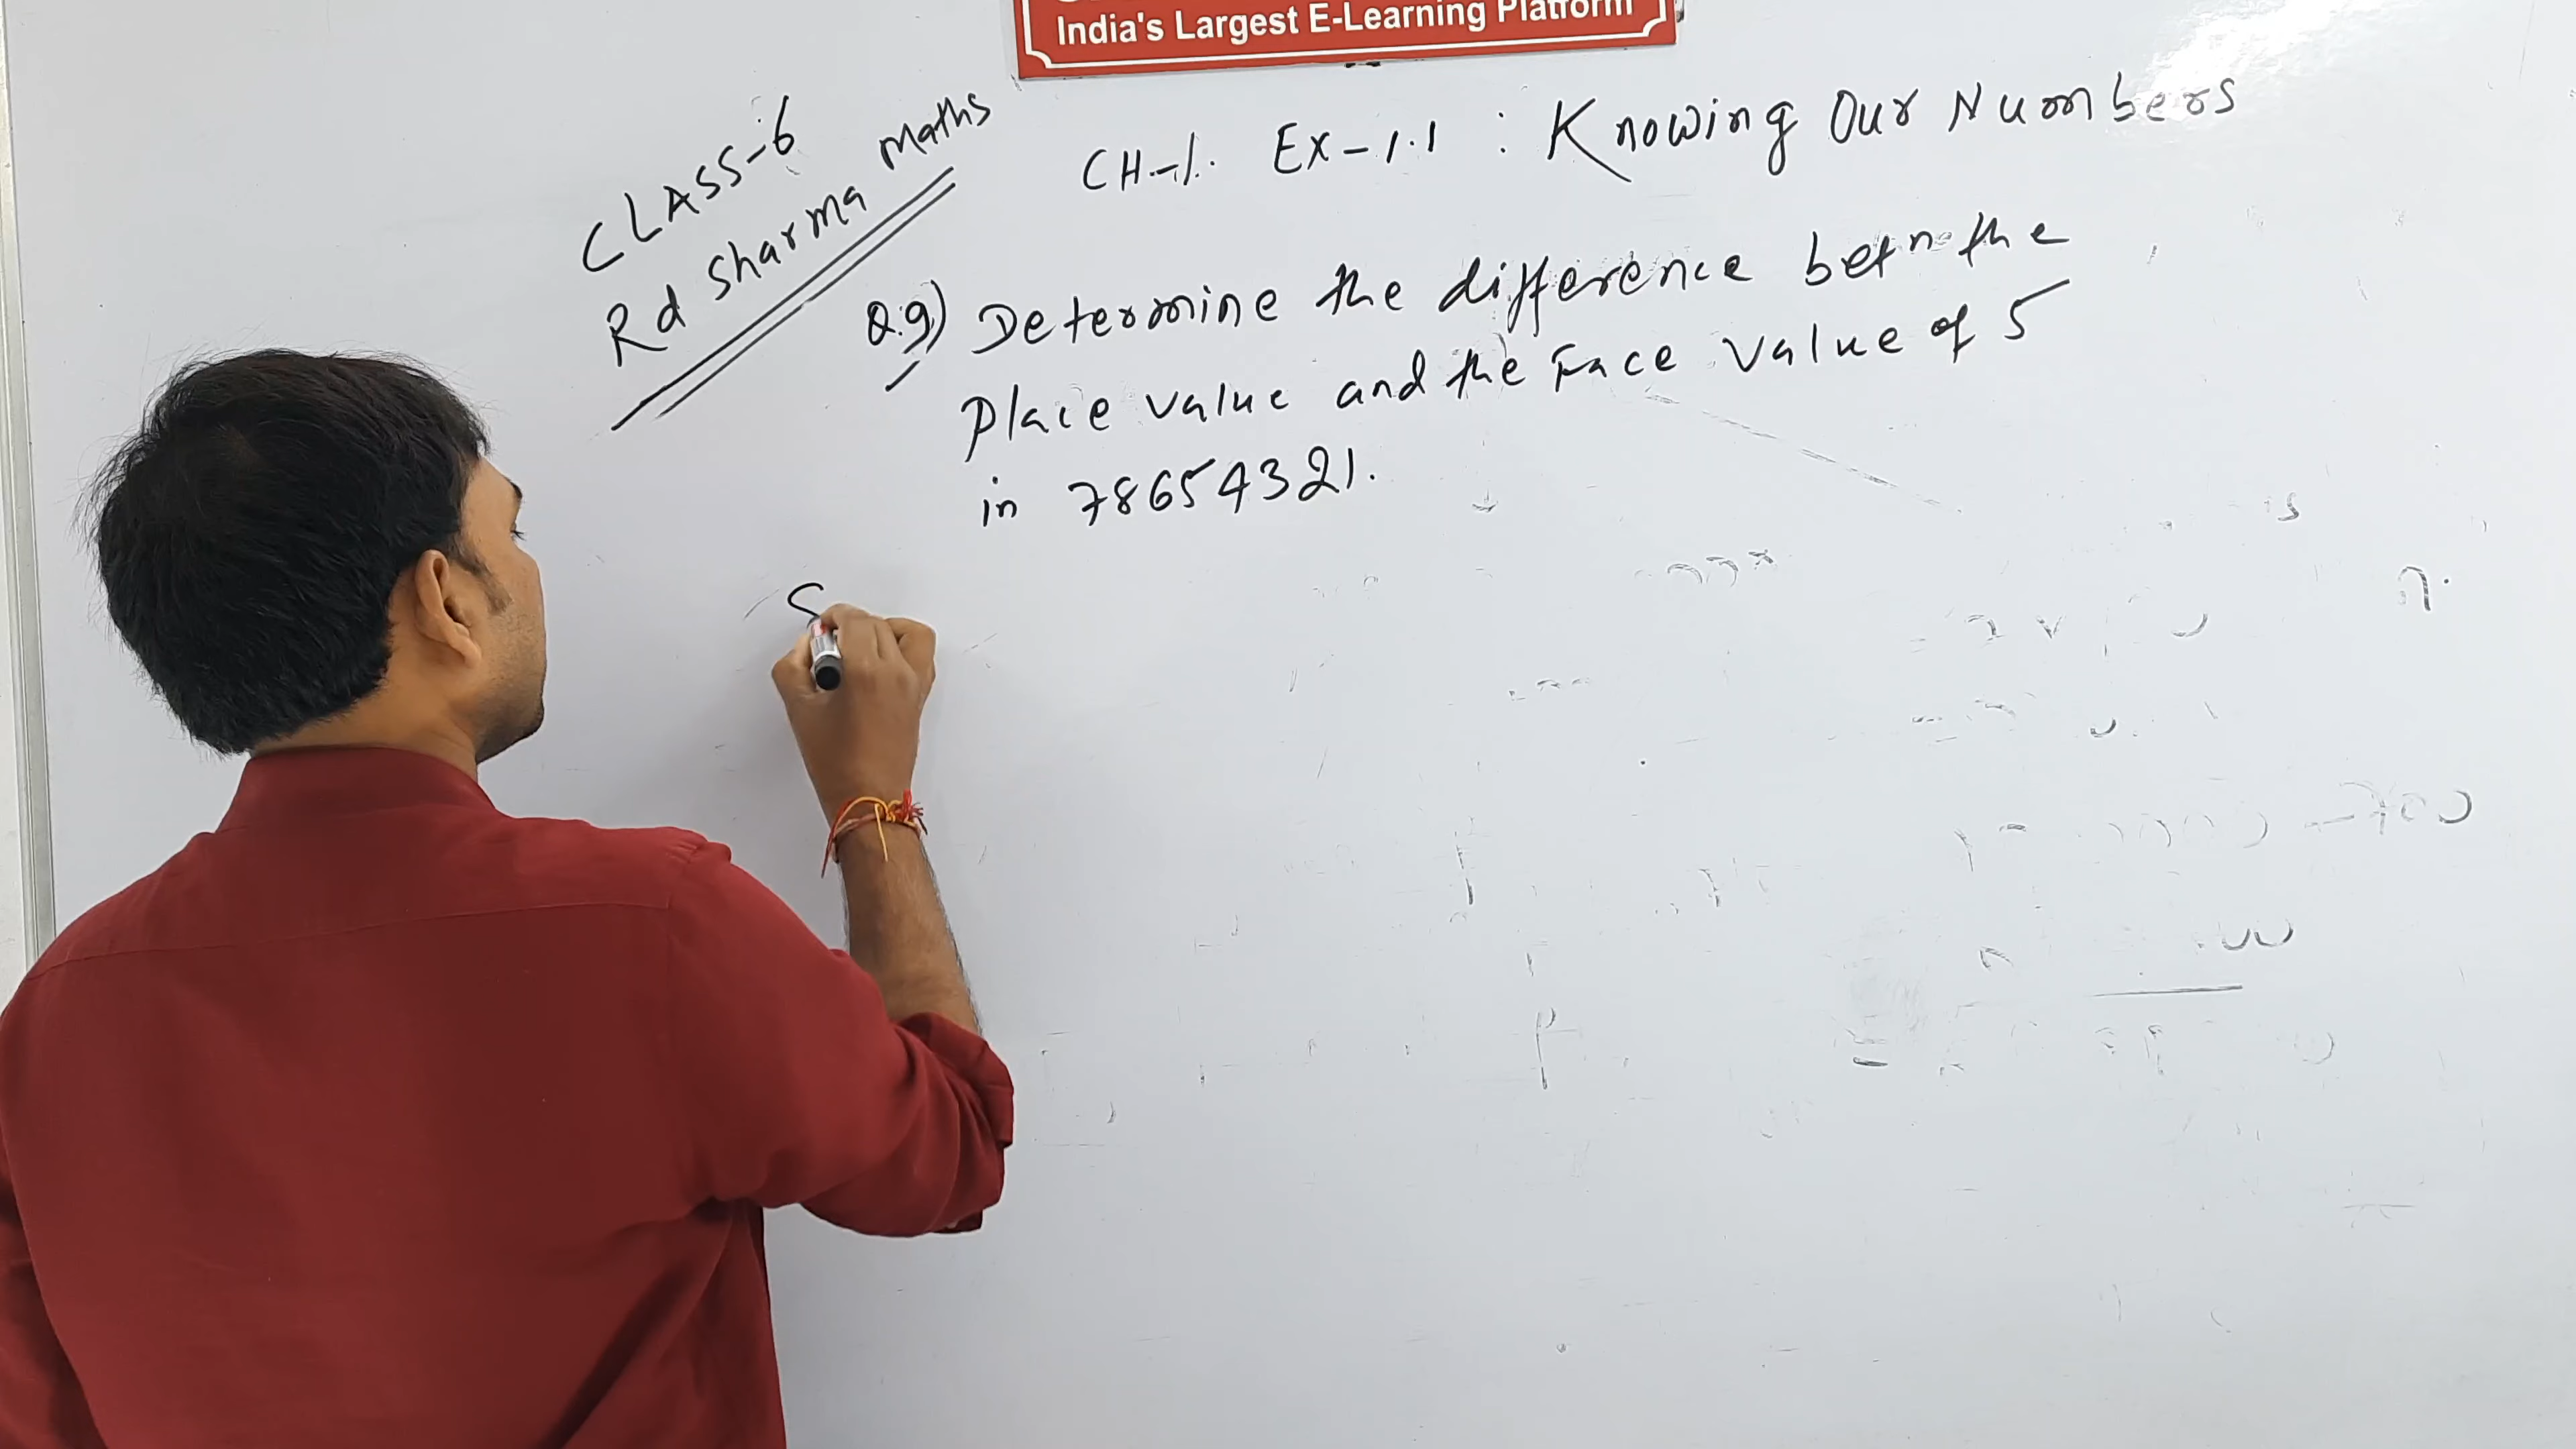 India's Largest E-Learning Platform
CLASS-6
Rd Sharma Maths
CH-1. Ex-1.1 : Knowing Our Numbers
Q.9) Determine the difference betn the
Place value and the Face value of 5
in 78654321.
S